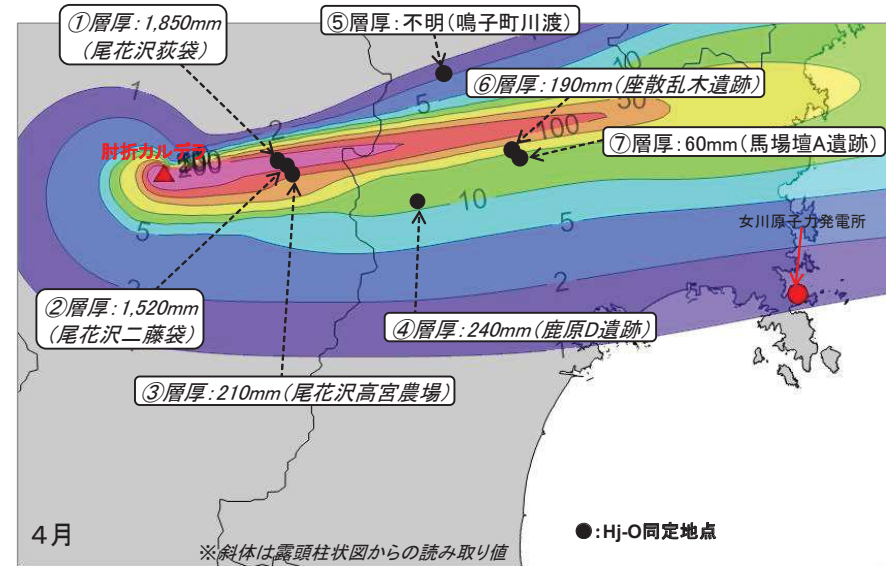 ①層厚:1,850mm
(尾花沢荻袋)
⑤層厚:不明(鳴子町川渡)
⑥層厚:190mm(座散乱木遺跡)
⑦層厚:60mm(馬場壇A遺跡)
1
2
5
10
50
100
肘折カルデラ
10
5
5
2
女川原子力発電所
②層厚:1,520mm
(尾花沢二藤袋)
④層厚:240mm(鹿原D遺跡)
③層厚:210mm(尾花沢高宮農場)
4月
※斜体は露頭柱状図からの読み取り値
●:Hj-O同定地点